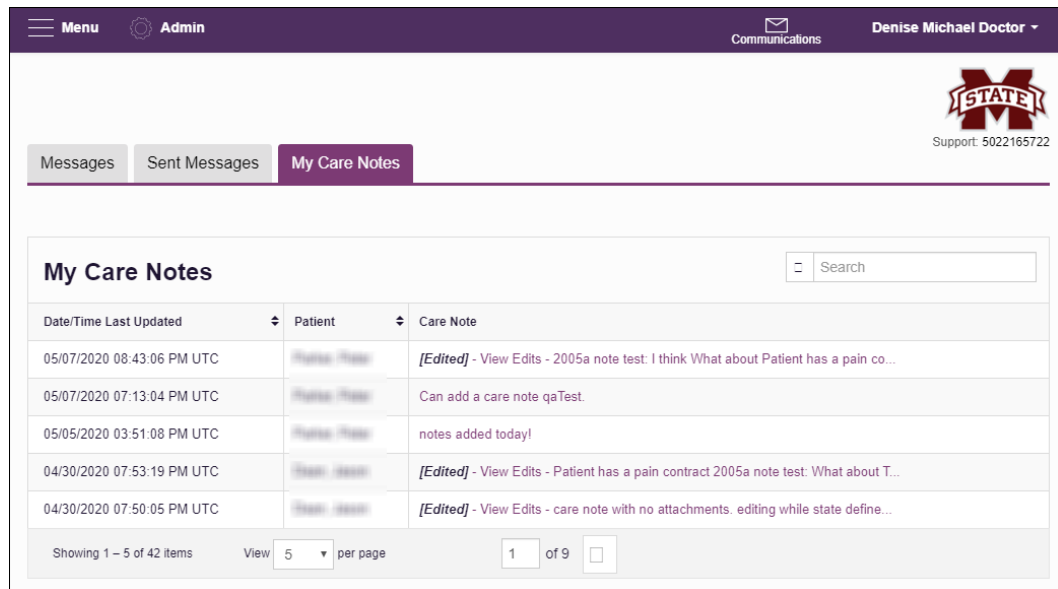 Menu Admin Communications Denise Michael Doctor
STATE
Support: 5022165722
Messages Sent Messages My Care Notes
My Care Notes Search
Date/Time Last Updated Patient Care Note
05/07/2020 08:43:06 PM UTC [Edited] - View Edits - 2005a note test: I think What about Patient has a pain co...
05/07/2020 07:13:04 PM UTC Can add a care note qaTest.
05/05/2020 03:51:08 PM UTC notes added today!
04/30/2020 07:53:19 PM UTC [Edited] - View Edits - Patient has a pain contract 2005a note test: What about T...
04/30/2020 07:50:05 PM UTC [Edited] - View Edits - care note with no attachments. editing while state define...
Showing 1 – 5 of 42 items View 5 per page 1 of 9